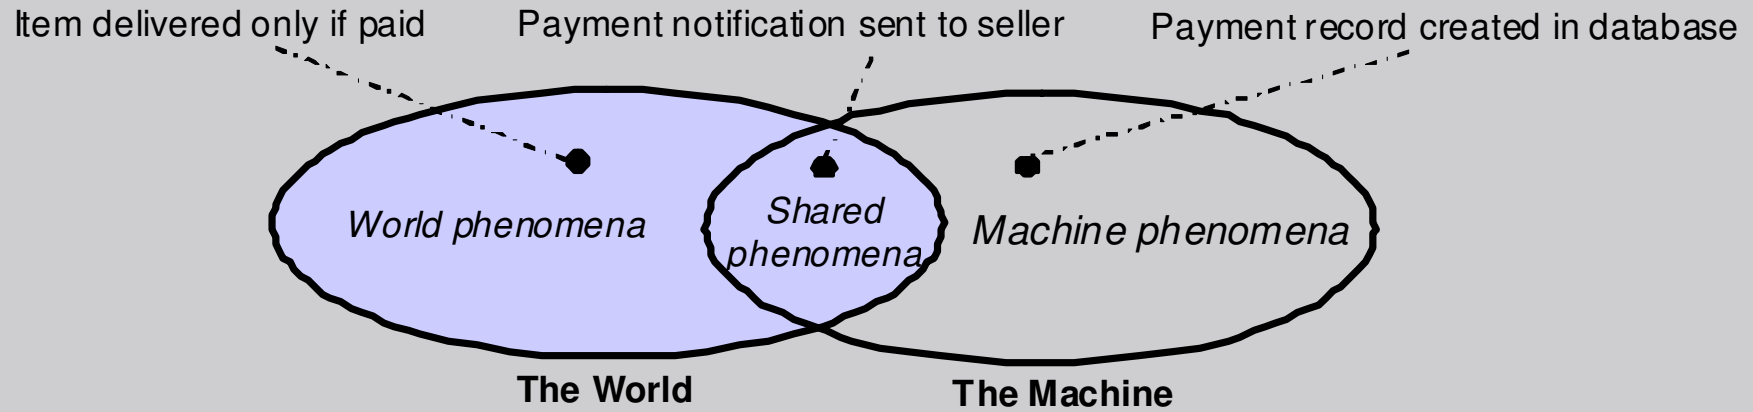 Item delivered only if paid
Payment notification sent to seller
Payment record created in database
World phenomena
Shared
phenomena
Machine phenomena
The World
The Machine